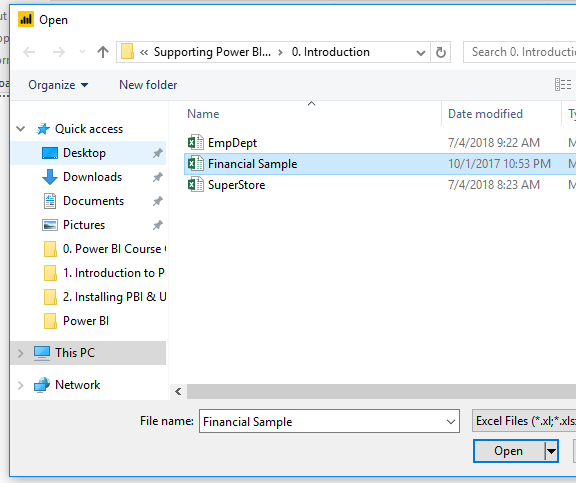 Open
Supporting Power BI... 0. Introduction
Search 0. Introductio
Organize New folder
Name Date modified
EmpDept 7/4/2018 9:22 AM
Financial Sample 10/1/2017 10:53 PM
SuperStore 7/4/2018 8:23 AM
Quick access
Desktop
Downloads
Documents
Pictures
0. Power BI Course
1. Introduction to P
2. Installing PBI & U
Power BI
This PC
Network
File name: Financial Sample Excel Files (*.xl;*.xls
Open